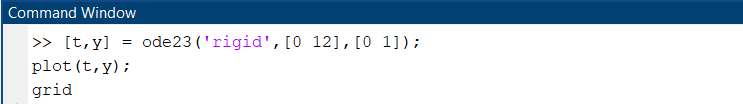 Command Window
>> [t,y] = ode23('rigid',[0 12],[0 1]);
plot(t,y);
grid